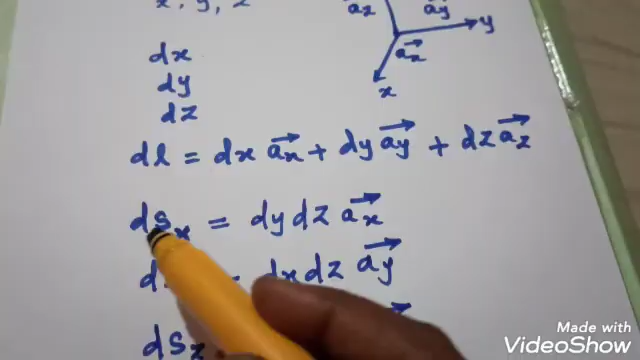 x, y, z
az ay
y
ax
x
dx
dy
dz
dl = dx ax + dy ay + dz az
dSx = dy dz ax
= dx dz ay
dSz
Made with
VideoShow